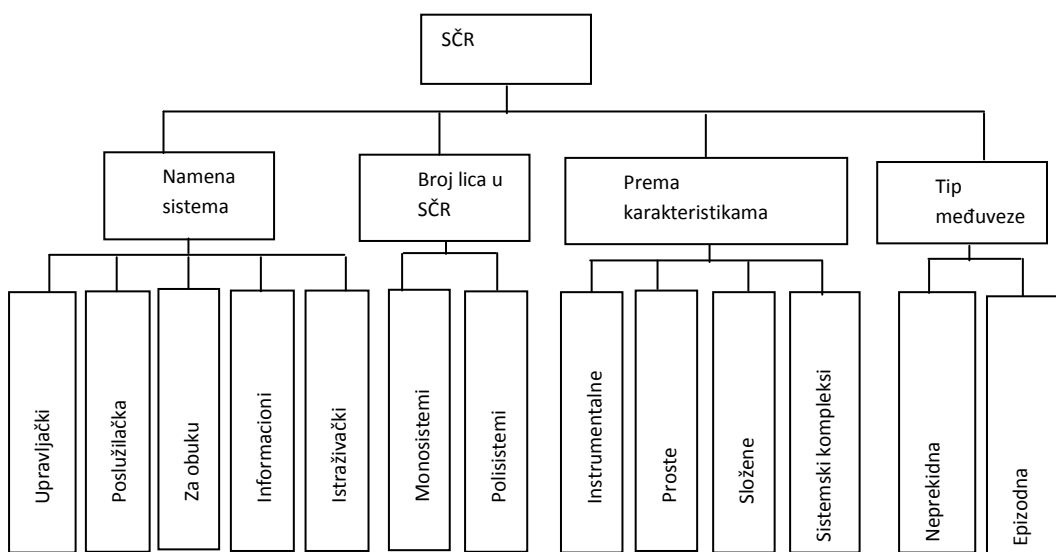 SČR
Namena
sistema
Broj lica u
SČR
Prema
karakteristikama
Tip
međuveze
Upravljački
Poslužilačka
Za obuku
Informacioni
Istraživački
Monosistemi
Polisistemi
Instrumentalne
Proste
Složene
Sistemski kompleksi
Neprekidna
Epizodna